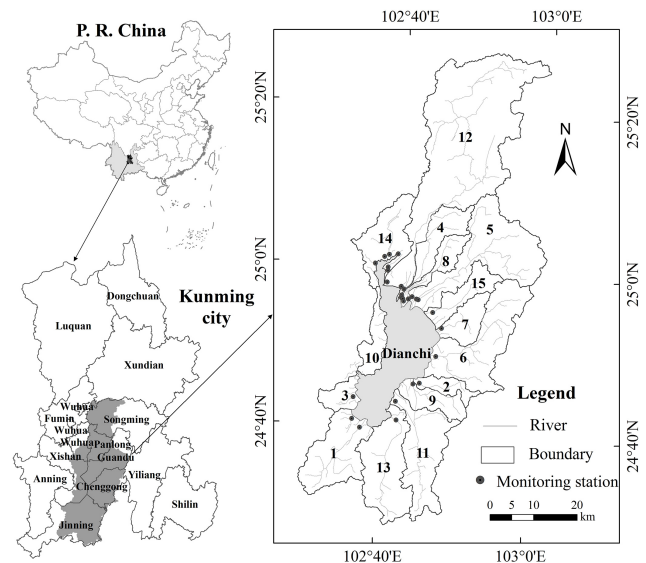 P. R. China
Kunming
city
Dongchuan
Luquan
Xundian
Wuhua
Fumin
Songming
Wuhua
Wuhua
Panlong
Xishan
Guandu
Anning
Yiliang
Chenggong
Shilin
Jinning
102°40'E
103°0'E
25°20'N
25°20'N
25°0'N
25°0'N
24°40'N
24°40'N
N
12
4
5
14
8
15
7
10
Dianchi
6
3
2
9
1
13
11
Legend
River
Boundary
Monitoring station
0 5 10 20
km
102°40'E
103°0'E